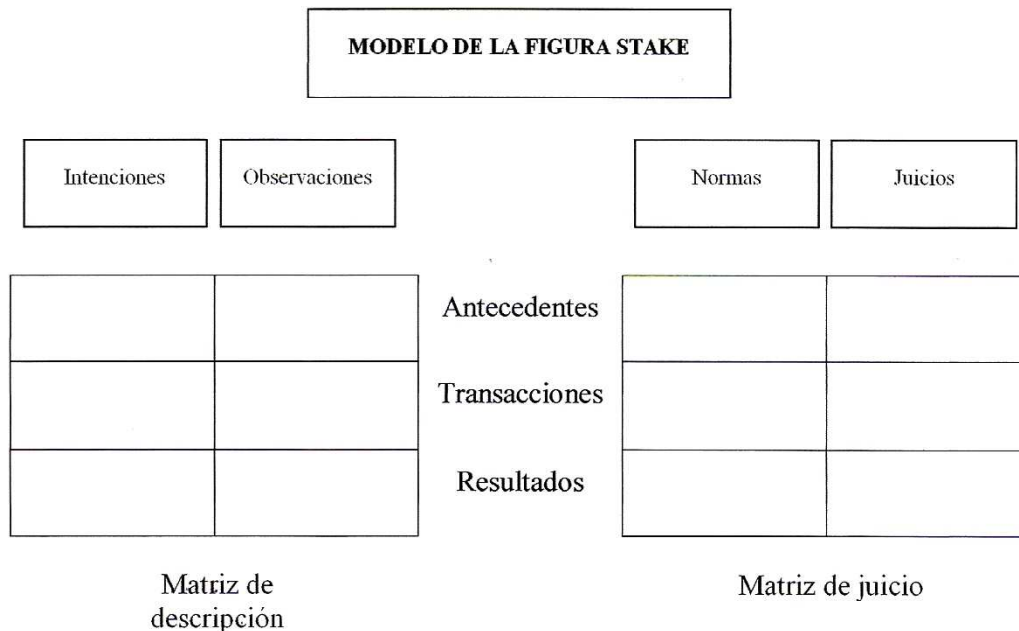 MODELO DE LA FIGURA STAKE
Intenciones
Observaciones
Normas
Juicios
Antecedentes
Transacciones
Resultados
Matriz de
descripción
Matriz de juicio